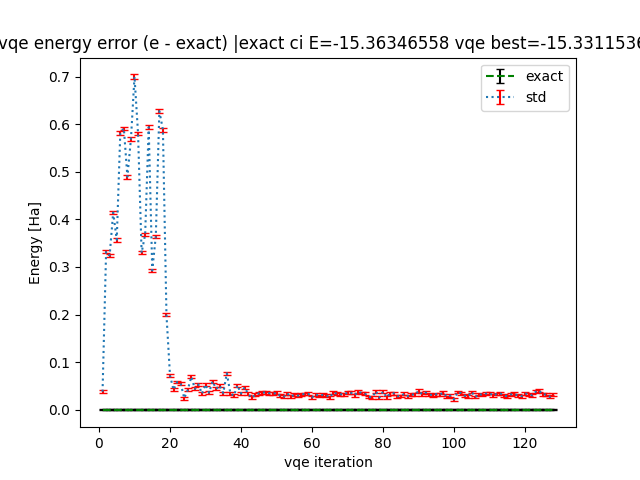 vqe energy error (e - exact) |exact ci E=-15.36346558 vqe best=-15.3311536
exact
std
0.7
0.6
0.5
0.4
0.3
0.2
0.1
0.0
Energy [Ha]
0 20 40 60 80 100 120
vqe iteration